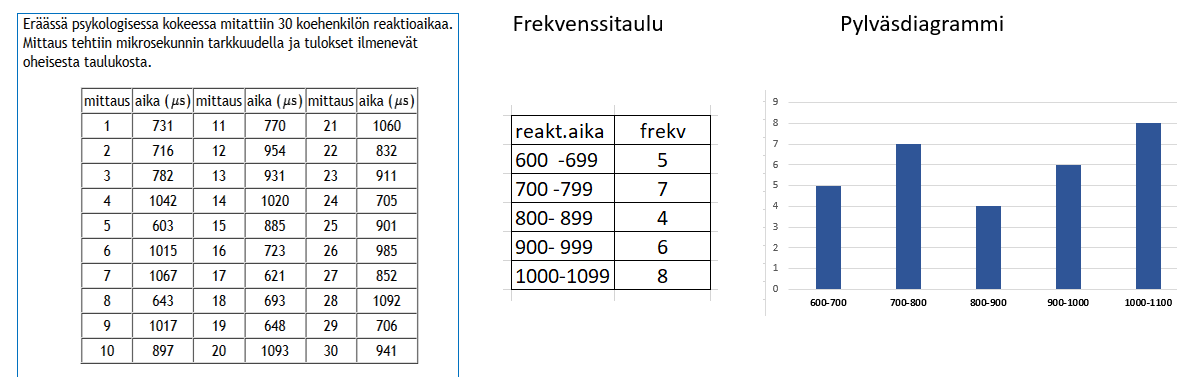 Eräässä psykologisessa kokeessa mitattiin 30 koehenkilön reaktioaikaa.
Mittaus tehtiin mikrosekunnin tarkkuudella ja tulokset ilmenevät
oheisesta taulukosta.
mittaus aika (μs) mittaus aika (μs) mittaus aika (μs)
1 731 11 770 21 1060
2 716 12 954 22 832
3 782 13 931 23 911
4 1042 14 1020 24 705
5 603 15 885 25 901
6 1015 16 723 26 985
7 1067 17 621 27 852
8 643 18 693 28 1092
9 1017 19 648 29 706
10 897 20 1093 30 941
Frekvenssitaulu
reakt.aika frekv
600 -699 5
700 -799 7
800- 899 4
900- 999 6
1000-1099 8
Pylväsdiagrammi
9
8
7
6
5
4
3
2
1
0
600-700 700-800 800-900 900-1000 1000-1100